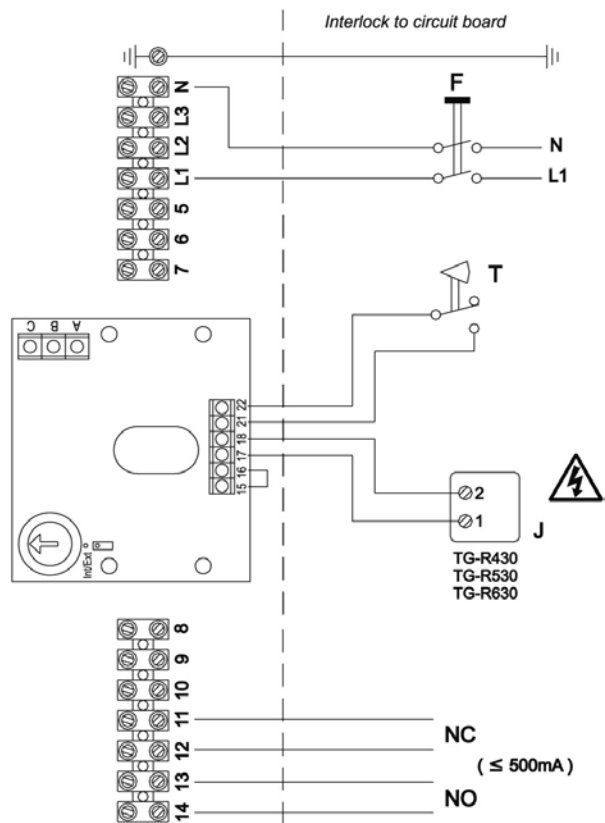 Interlock to circuit board
F
N
L3
L2
L1
5
6
7
N
L1
T
C
B
A
22
21
18
17
16
15
2
1
J
TG-R430
TG-R530
TG-R630
Int/Ext
8
9
10
11
12
13
14
NC
( ≤ 500mA )
NO